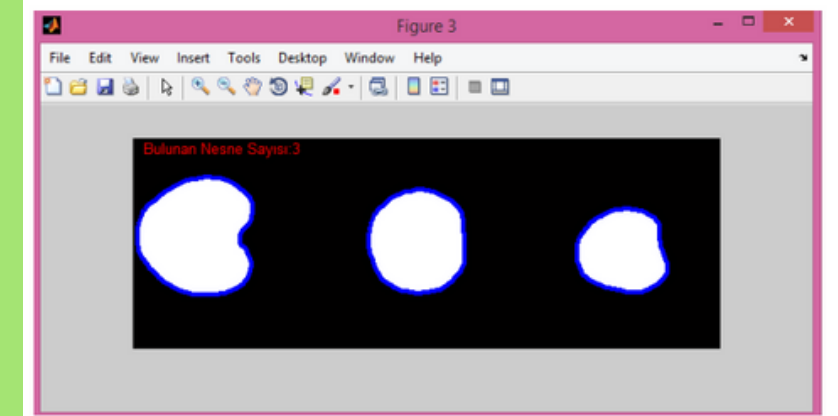 Figure 3
File Edit View Insert Tools Desktop Window Help
Bulunan Nesne Sayısı:3